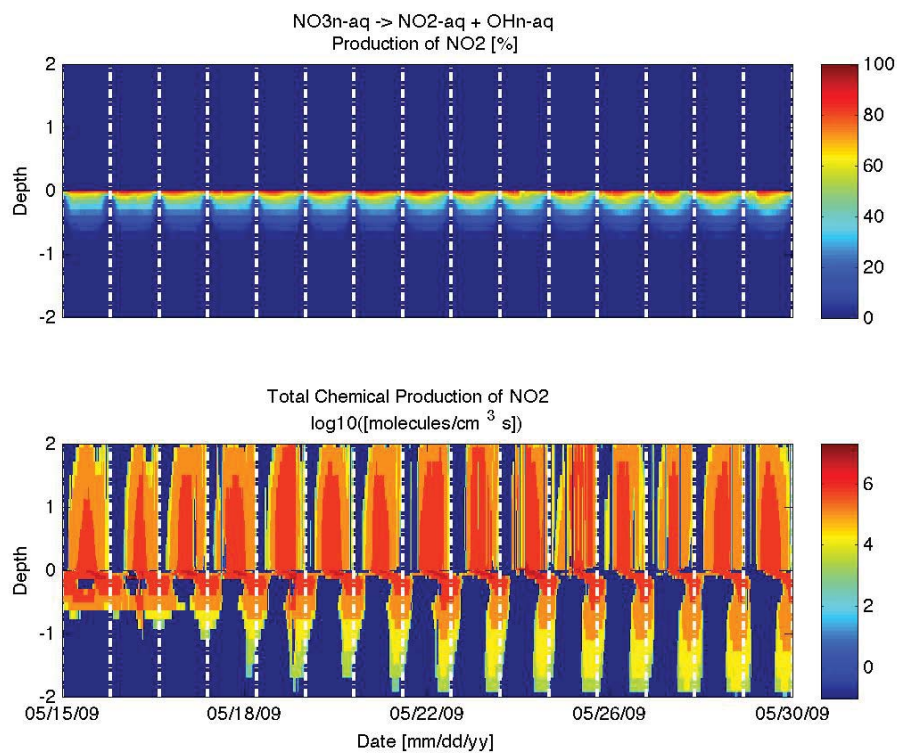 NO3n-aq -> NO2-aq + OHn-aq
Production of NO2 [%]
2
1
0
-1
-2
Depth
100
80
60
40
20
0
Total Chemical Production of NO2
log10([molecules/cm 3 s])
2
1
0
-1
-2
Depth
6
4
2
0
05/15/09 05/18/09 05/22/09 05/26/09 05/30/09
Date [mm/dd/yy]